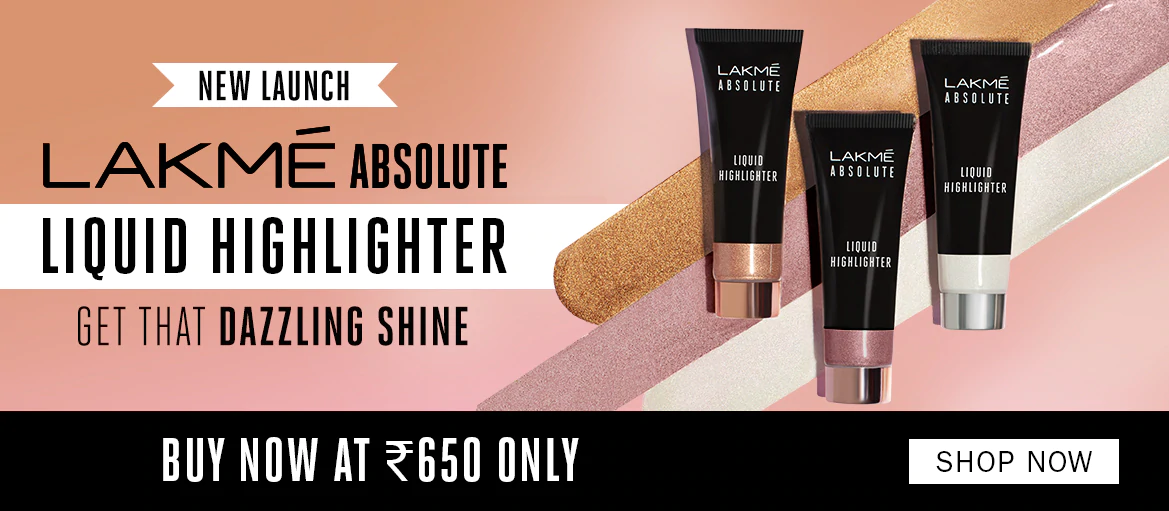 NEW LAUNCH
LAKMÉ ABSOLUTE
LIQUID HIGHLIGHTER
GET THAT DAZZLING SHINE
LAKMÉ
ABSOLUTE
LIQUID
HIGHLIGHTER
LAKMÉ
ABSOLUTE
LIQUID
HIGHLIGHTER
LAKMÉ
ABSOLUTE
LIQUID
HIGHLIGHTER
BUY NOW AT ₹650 ONLY
SHOP NOW